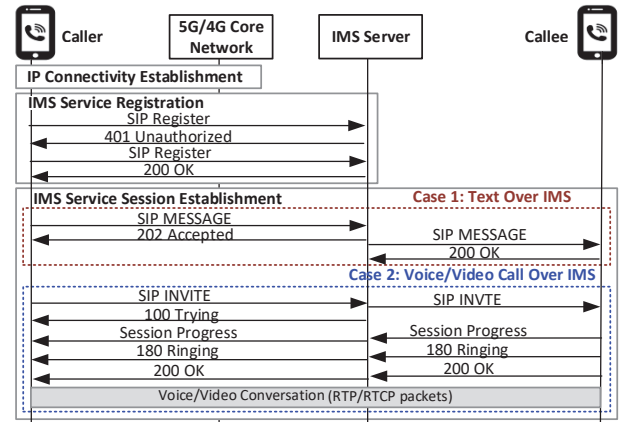 Caller
5G/4G Core
Network
IMS Server
Callee
IP Connectivity Establishment
IMS Service Registration
SIP Register
401 Unauthorized
SIP Register
200 OK
IMS Service Session Establishment
Case 1: Text Over IMS
SIP MESSAGE
202 Accepted
SIP MESSAGE
200 OK
Case 2: Voice/Video Call Over IMS
SIP INVITE
SIP INVTE
100 Trying
Session Progress
Session Progress
180 Ringing
180 Ringing
200 OK
200 OK
Voice/Video Conversation (RTP/RTCP packets)